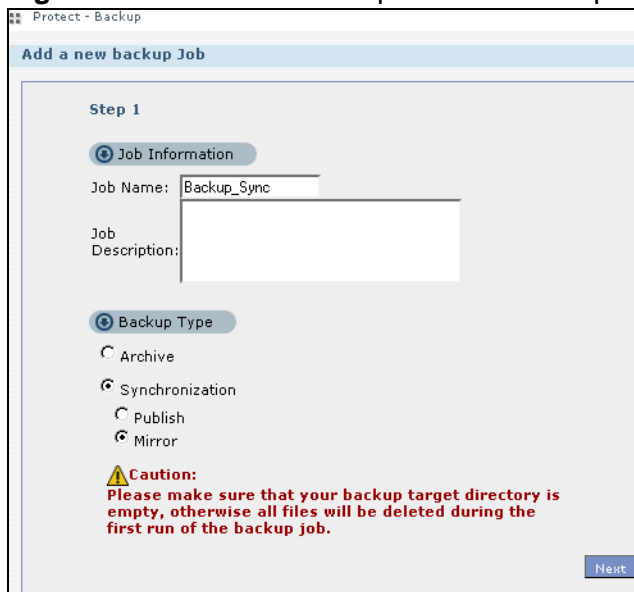 Protect - Backup
Add a new backup Job
Step 1
Job Information
Job Name: Backup_Sync
Job
Description:
Backup Type
Archive
Synchronization
Publish
Mirror
Caution:
Please make sure that your backup target directory is
empty, otherwise all files will be deleted during the
first run of the backup job.
Next